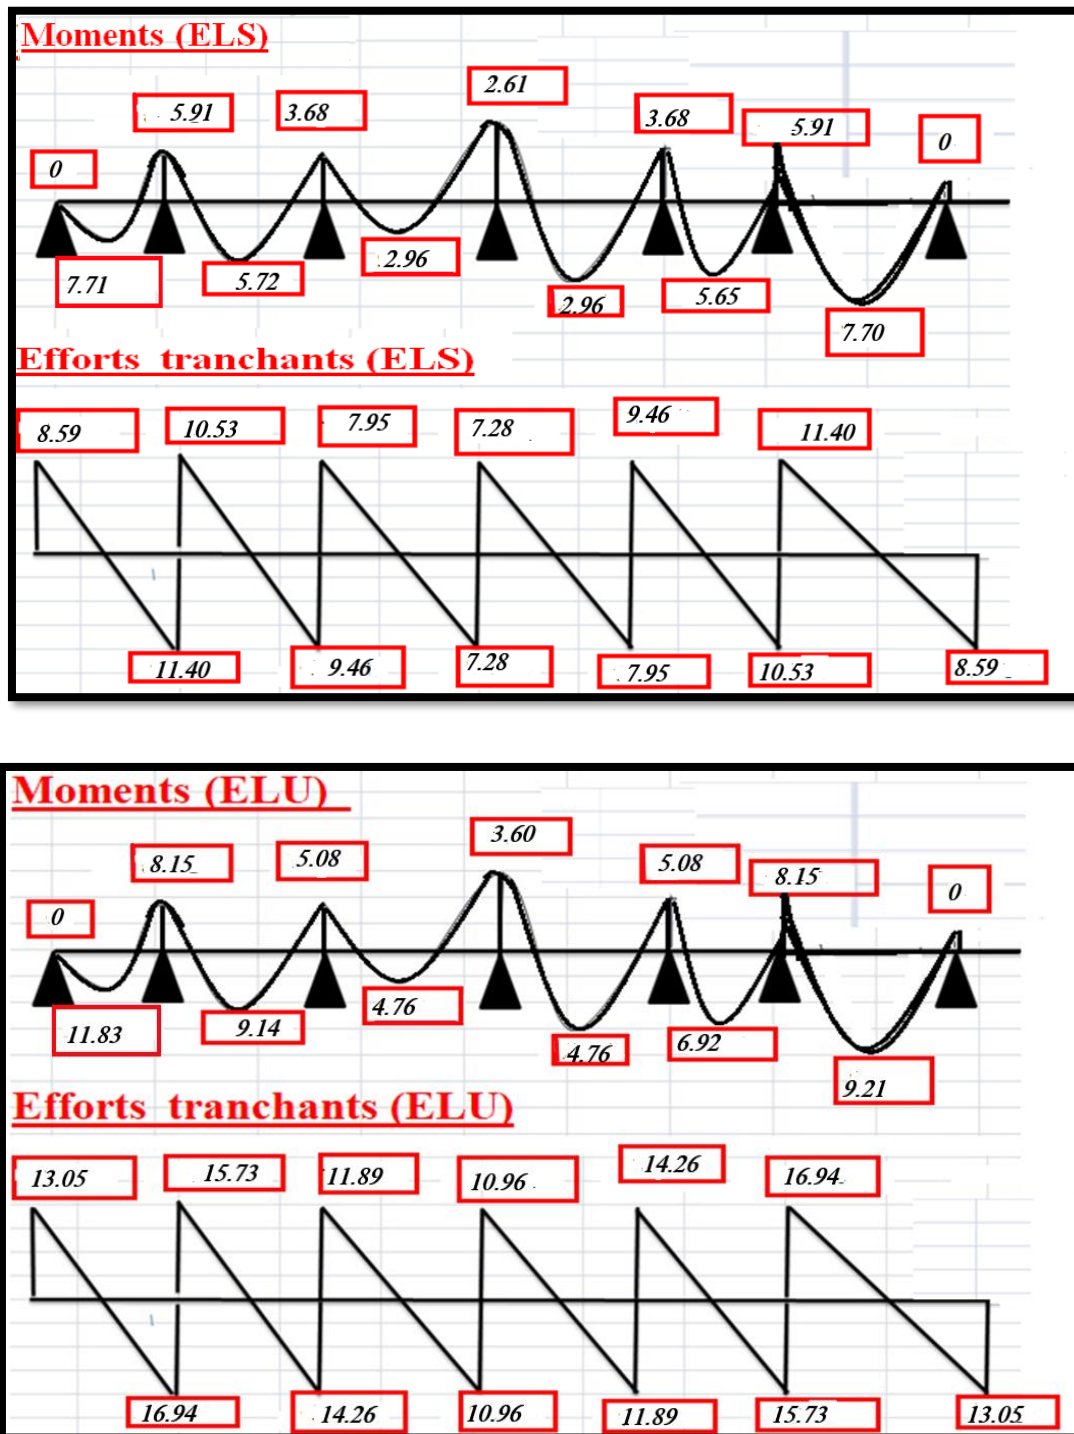 Moments (ELS)
2.61
5.91 3.68 3.68 5.91 0
0
7.71 5.72 2.96 2.96 5.65 7.70
Efforts tranchants (ELS)
8.59 10.53 7.95 7.28 9.46 11.40
11.40 9.46 7.28 7.95 10.53 8.59
Moments (ELU)
3.60
8.15 5.08 5.08 8.15 0
0
11.83 9.14 4.76 4.76 6.92 9.21
Efforts tranchants (ELU)
13.05 15.73 11.89 10.96 14.26 16.94
16.94 14.26 10.96 11.89 15.73 13.05